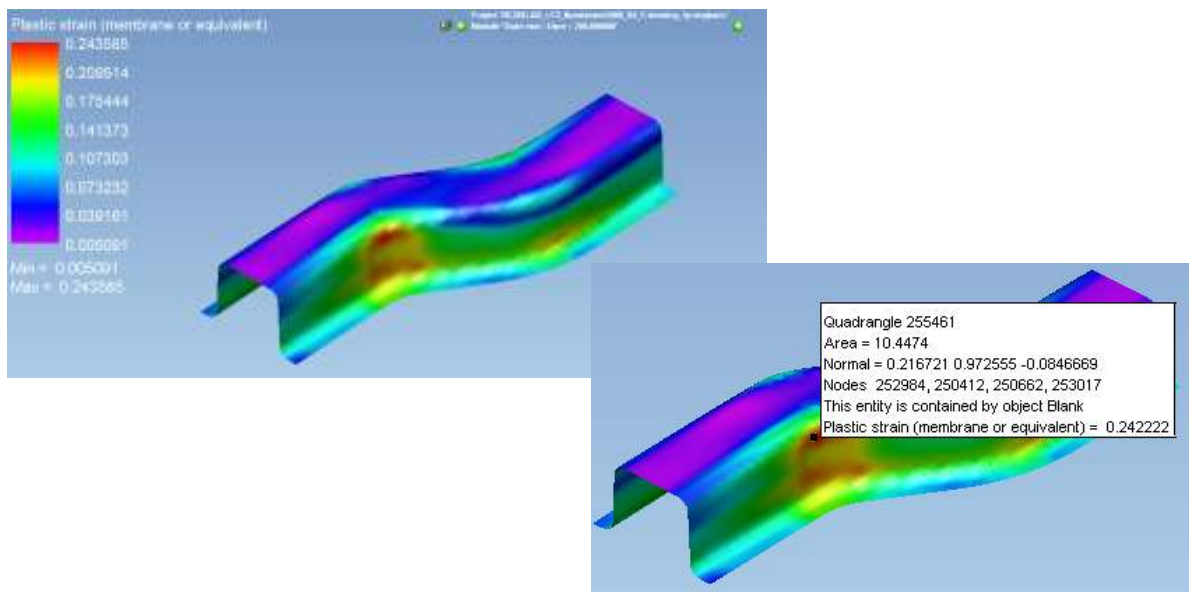 Plastic strain (membrane or equivalent)
0.243585
0.209514
0.175444
0.141373
0.107303
0.073232
0.039161
0.005091
Min = 0.005091
Max = 0.243585
Quadrangle 255461
Area = 10.4474
Normal = 0.216721 0.972555 -0.0846669
Nodes 252984, 250412, 250662, 253017
This entity is contained by object Blank
Plastic strain (membrane or equivalent) = 0.242222